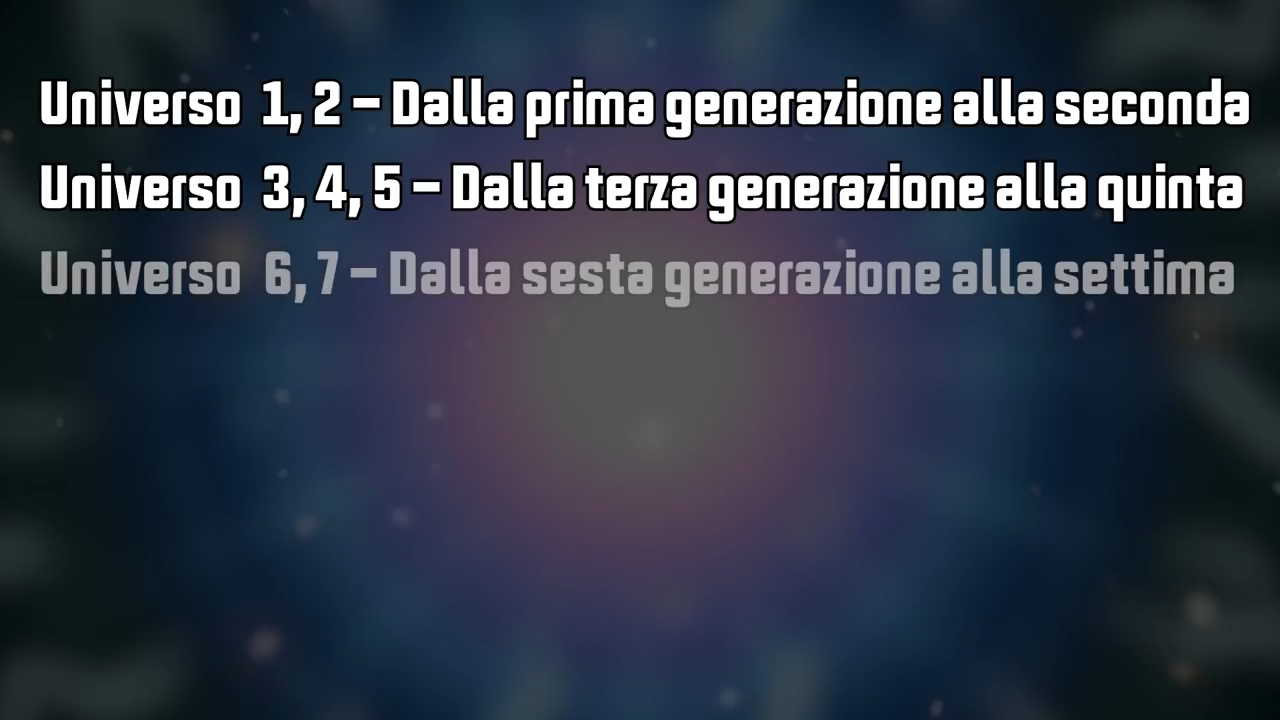 Universo 1, 2 – Dalla prima generazione alla seconda
Universo 3, 4, 5 – Dalla terza generazione alla quinta
Universo 6, 7 – Dalla sesta generazione alla settima